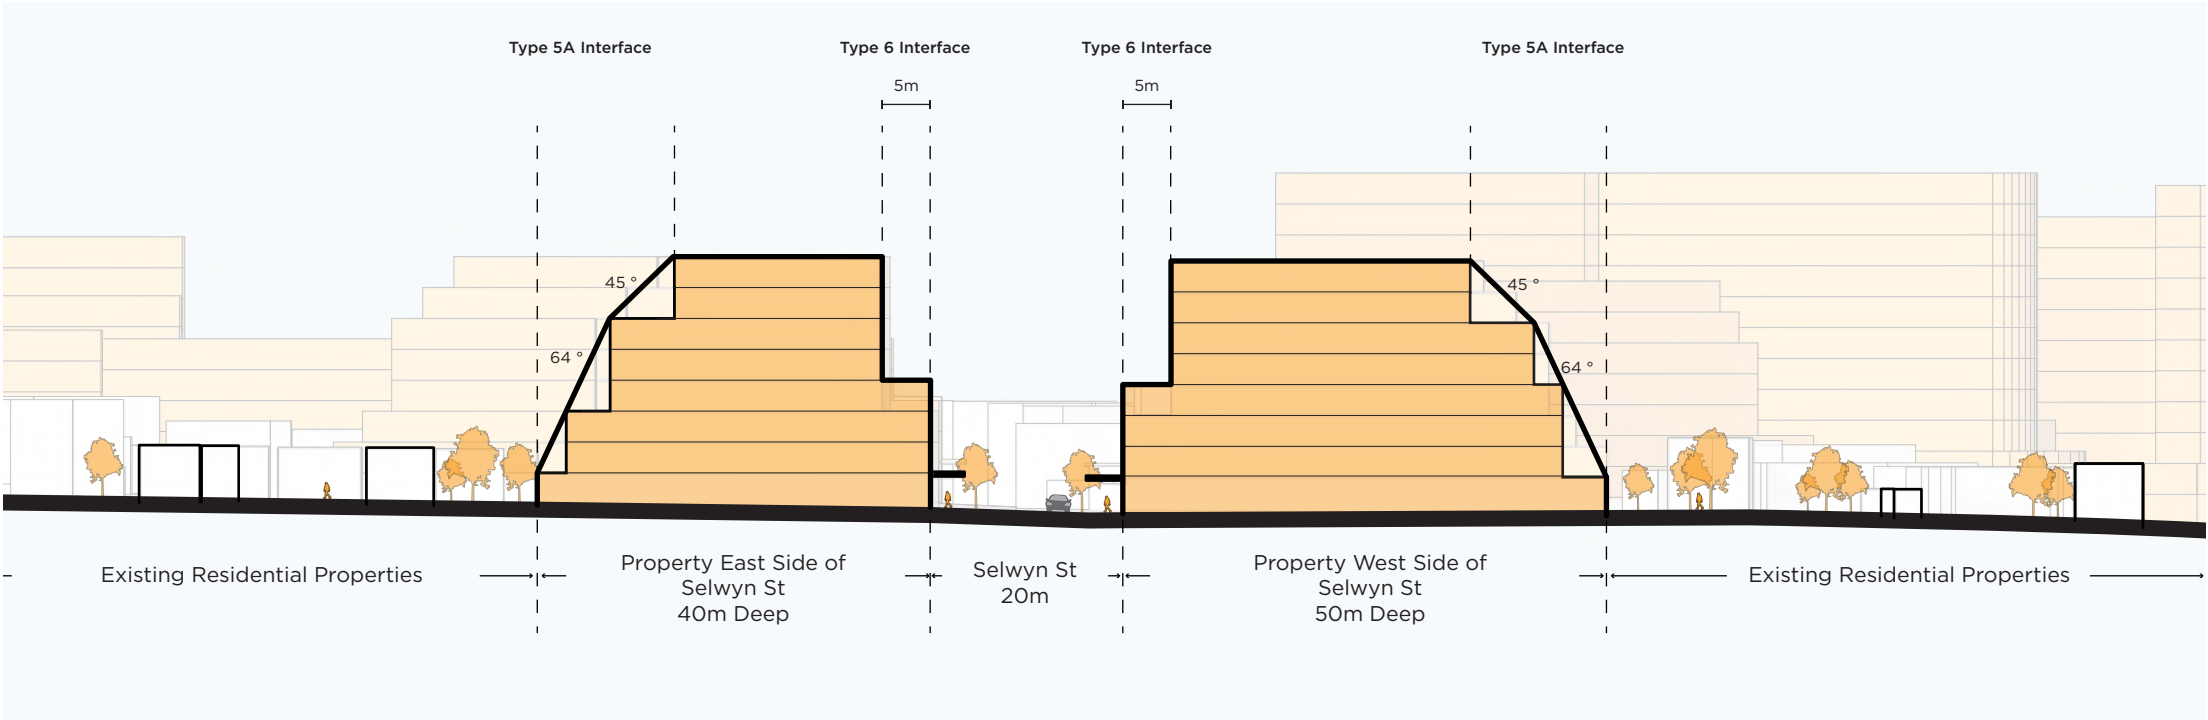 Type 5A Interface
Type 6 Interface
Type 6 Interface
Type 5A Interface
5m
5m
45 °
45 °
64 °
64 °
Existing Residential Properties
Property East Side of
Selwyn St
40m Deep
Selwyn St
20m
Property West Side of
Selwyn St
50m Deep
Existing Residential Properties